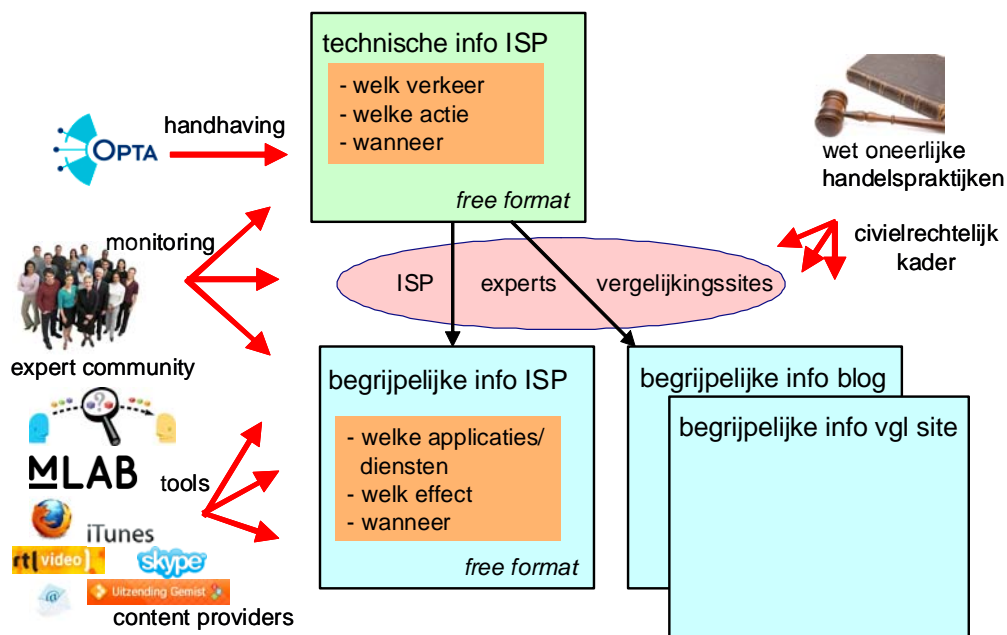 technische info ISP
- welk verkeer
- welke actie
- wanneer
free format
handhaving
OPTA
wet oneerlijke
handelspraktijken
civielrechtelijk
kader
monitoring
expert community
ISP experts vergelijkingssites
begrijpelijke info ISP
- welke applicaties/
diensten
- welk effect
- wanneer
free format
begrijpelijke info blog
begrijpelijke info vgl site
?
MLAB
tools
iTunes
rtl video
skype
@
Uitzending Gemist
content providers